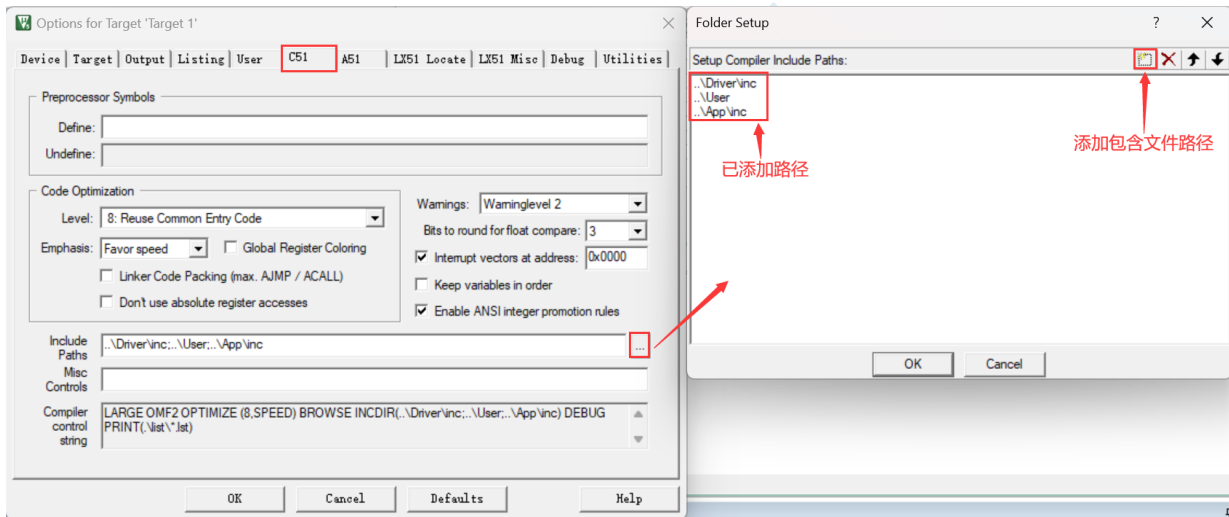 Options for Target 'Target 1'
Device Target Output Listing User C51 A51 LX51 Locate LX51 Misc Debug Utilities
Preprocessor Symbols
Define:
Undefine:
Code Optimization
Level: 8: Reuse Common Entry Code
Emphasis: Favor speed Global Register Coloring
Linker Code Packing (max. AJMP / ACALL)
Don't use absolute register accesses
Warnings: Warninglevel 2
Bits to round for float compare: 3
Interrupt vectors at address: 0x0000
Keep variables in order
Enable ANSI integer promotion rules
Include
Paths
..\Driver\inc;..\User;..\App\inc
...
Misc
Controls
Compiler
control
string
LARGE OMF2 OPTIMIZE (8,SPEED) BROWSE INCDIR(..\Driver\inc;..\User;..\App\inc) DEBUG
PRINT(.\list\*.lst)
OK Cancel Defaults Help
Folder Setup ?
Setup Compiler Include Paths:
..\Driver\inc
..\User
..\App\inc
已添加路径
添加包含文件路径
OK Cancel